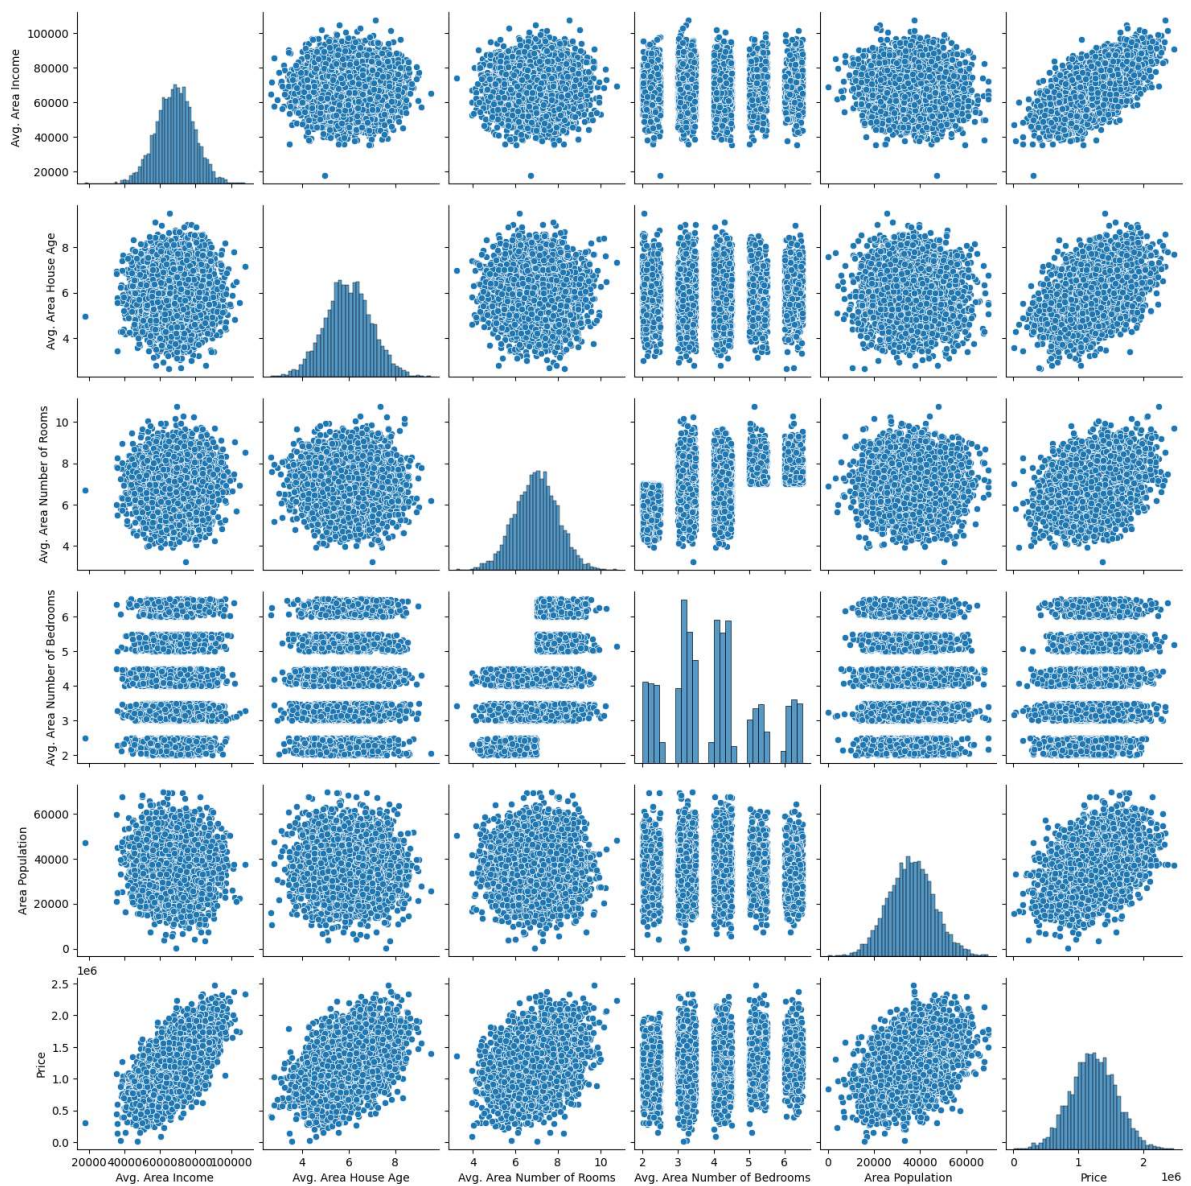 100000
80000
60000
40000
20000
Avg. Area Income
8
6
4
Avg. Area House Age
10
8
6
4
Avg. Area Number of Rooms
6
5
4
3
2
Avg. Area Number of Bedrooms
60000
40000
20000
0
Area Population
1e6
2.5
2.0
1.5
1.0
0.5
0.0
Price
20000 40000 60000 80000 100000
Avg. Area Income
4 6 8
Avg. Area House Age
4 6 8 10
Avg. Area Number of Rooms
2 3 4 5 6
Avg. Area Number of Bedrooms
0 20000 40000 60000
Area Population
0 1 2
Price
1e6